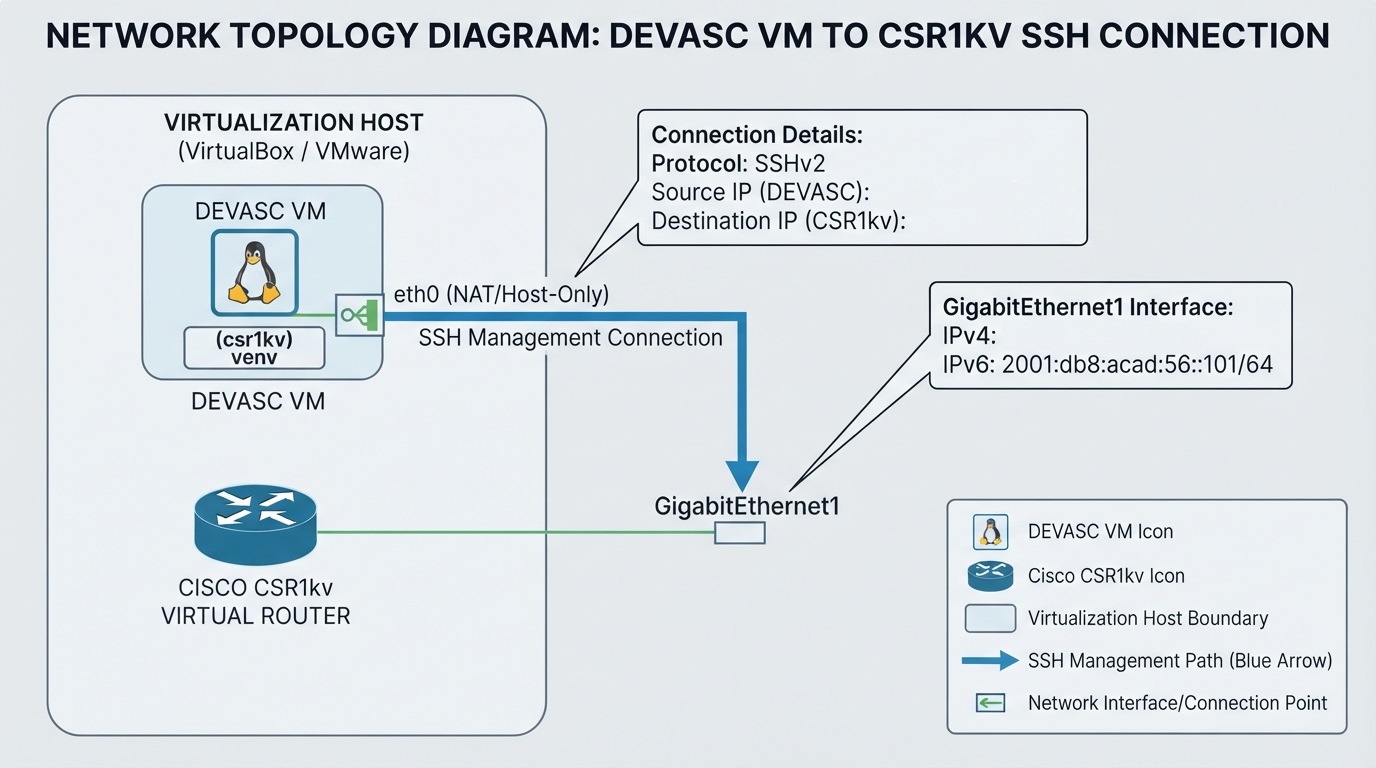 NETWORK TOPOLOGY DIAGRAM: DEVASC VM TO CSR1KV SSH CONNECTION
VIRTUALIZATION HOST
(VirtualBox / VMware)
DEVASC VM
(csr1kv)
venv
DEVASC VM
eth0 (NAT/Host-Only)
SSH Management Connection
Connection Details:
Protocol: SSHv2
Source IP (DEVASC):
Destination IP (CSR1kv):
GigabitEthernet1 Interface:
IPv4:
IPv6: 2001:db8:acad:56::101/64
GigabitEthernet1
CISCO CSR1kv
VIRTUAL ROUTER
DEVASC VM Icon
Cisco CSR1kv Icon
Virtualization Host Boundary
SSH Management Path (Blue Arrow)
Network Interface/Connection Point